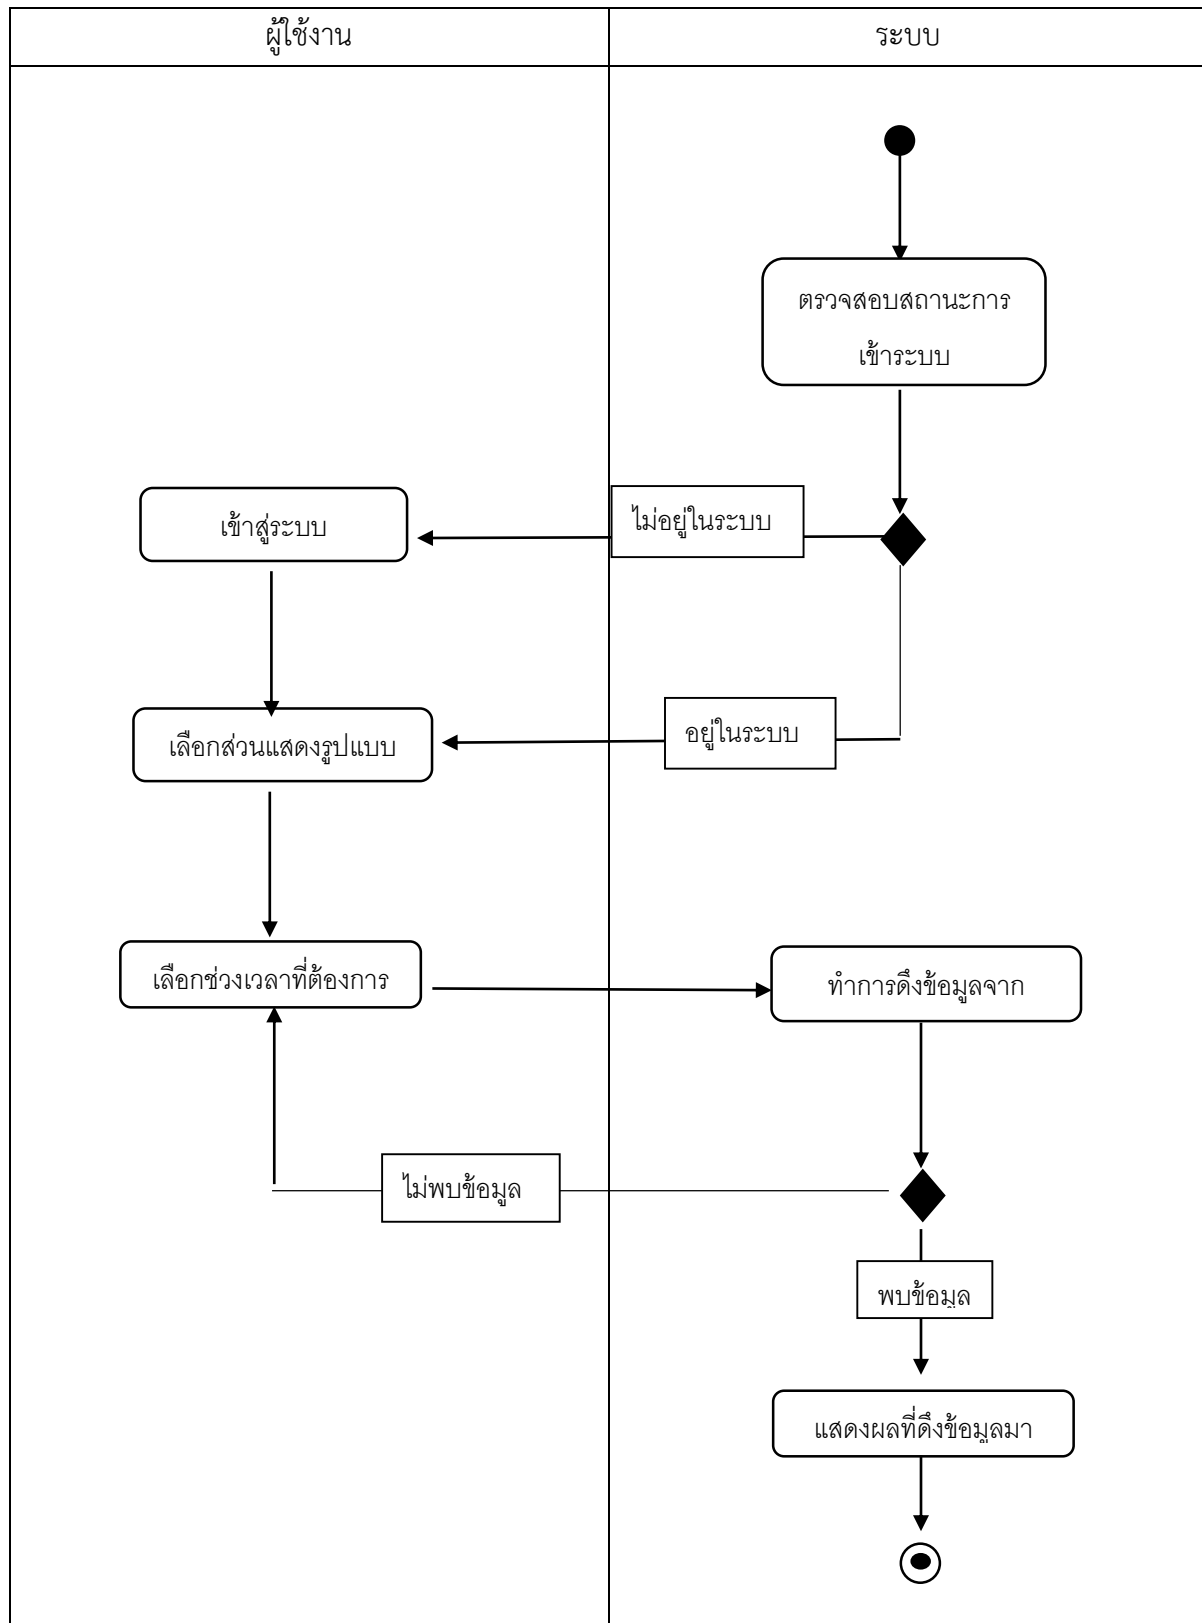 ผู้ใช้งาน
ระบบ
ตรวจสอบสถานะการ
เข้าระบบ
ไม่อยู่ในระบบ
เข้าสู่ระบบ
อยู่ในระบบ
เลือกส่วนแสดงรูปแบบ
เลือกช่วงเวลาที่ต้องการ
ทำการดึงข้อมูลจาก
ไม่พบข้อมูล
พบข้อมูล
แสดงผลที่ดึงข้อมูลมา